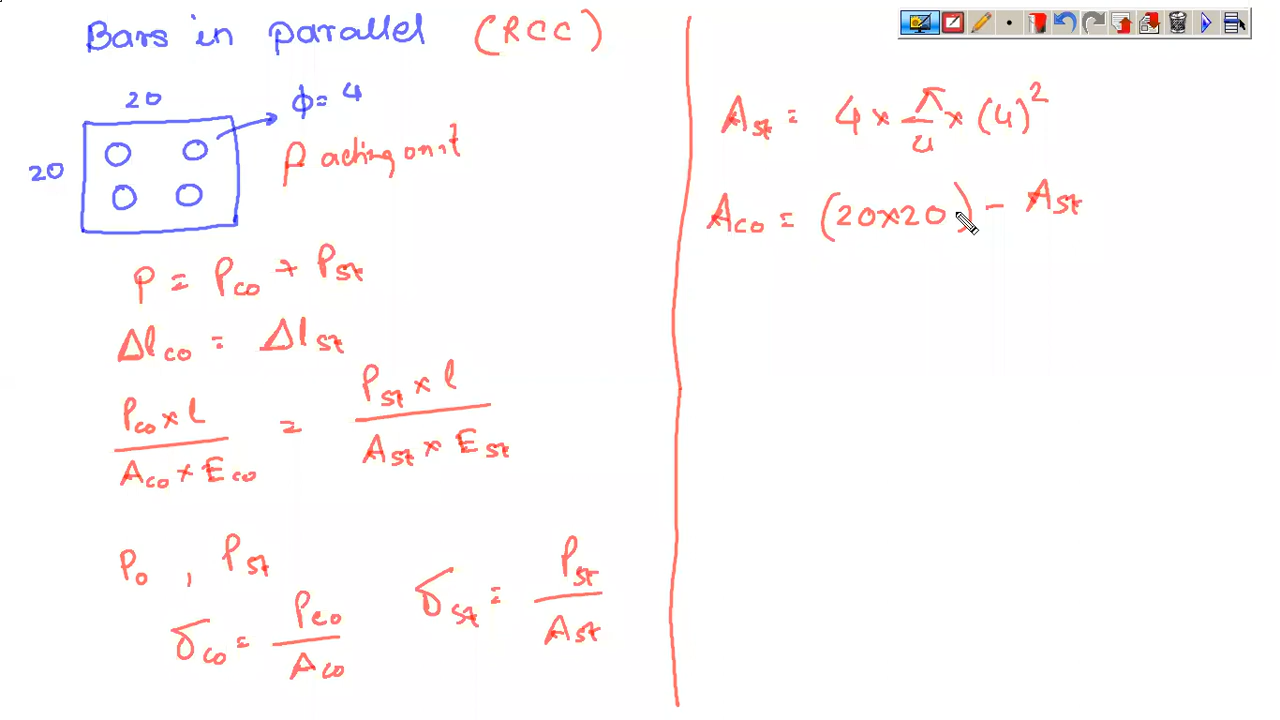 Bars in parallel (RCC)
20
20
ϕ = 4
P acting on it
P = Pco + Pst
Δlco = Δlst
Pco × l / Aco × Eco = Pst × l / Ast × Est
Po , Pst
σco = Pco / Aco
σst = Pst / Ast
Ast = 4 × π/4 × (4)²
Aco = (20×20) - Ast